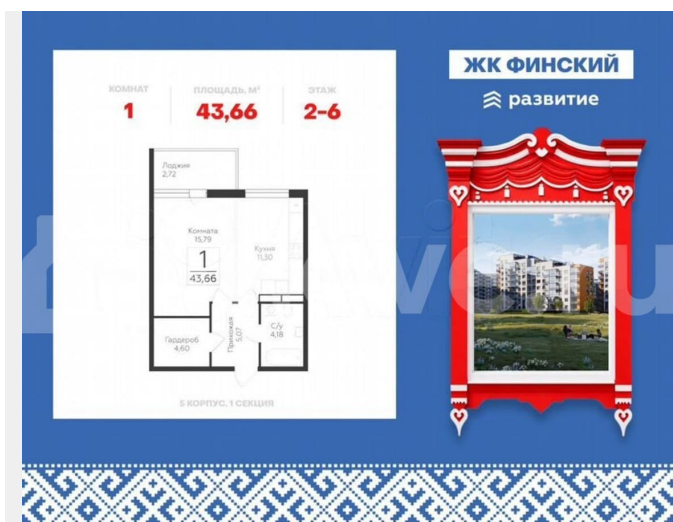 КОМНАТ
1
ПЛОЩАДЬ, М²
43,66
ЭТАЖ
2-6
Лоджия
2,72
Комната
15,79
1
43,66
Кухня
11,30
Гардероб
4,60
Прихожая
5,07
С/у
4,18
5 КОРПУС. 1 СЕКЦИЯ
ЖК ФИНСКИЙ
развитие